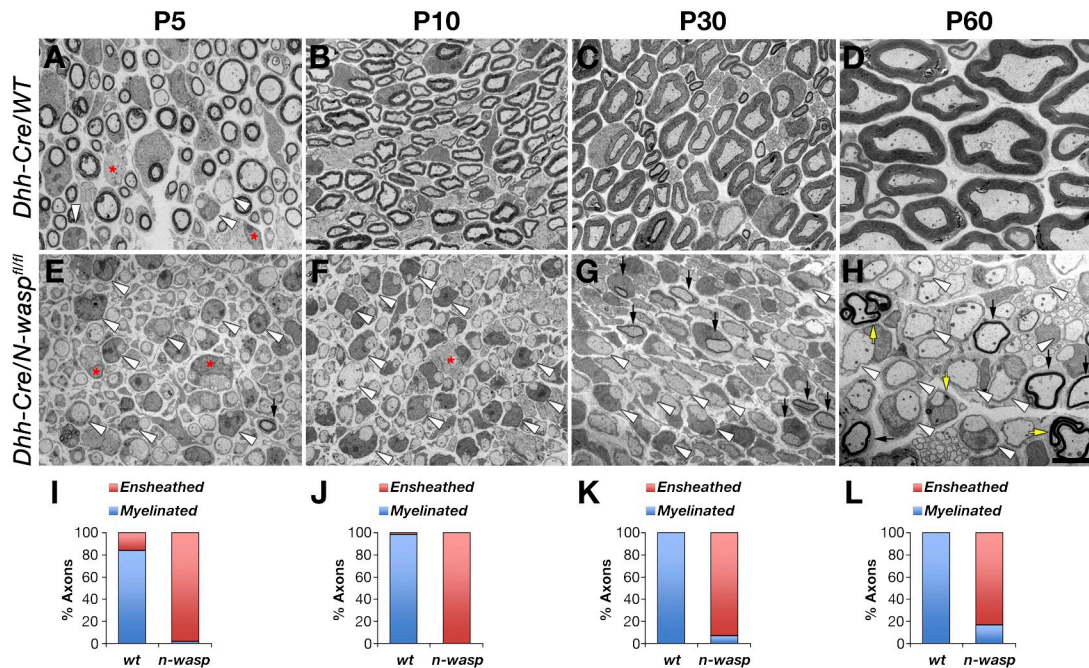 P5 P10 P30 P60
Dhh-Cre/WT
A B C D
Dhh-Cre/N-wasp^fl/fl
E F G H
I J K L
Ensheathed Ensheathed Ensheathed Ensheathed
Myelinated Myelinated Myelinated Myelinated
% Axons
100
80
60
40
20
0
wt n-wasp
% Axons
100
80
60
40
20
0
wt n-wasp
% Axons
100
80
60
40
20
0
wt n-wasp
% Axons
100
80
60
40
20
0
wt n-wasp